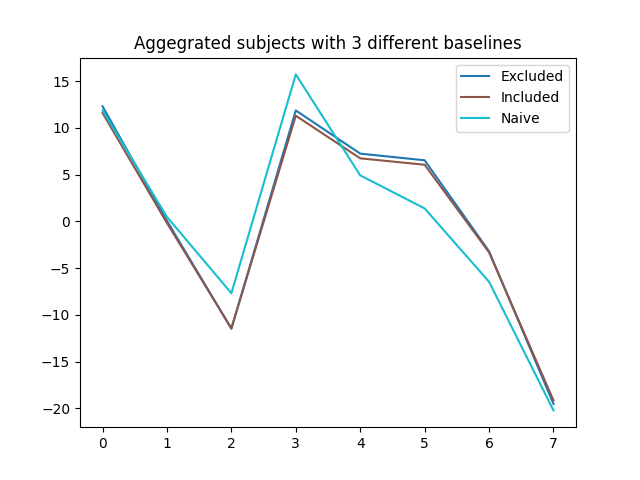 Aggegrated subjects with 3 different baselines
Excluded
Included
Naive
15
10
5
0
−5
−10
−15
−20
0 1 2 3 4 5 6 7